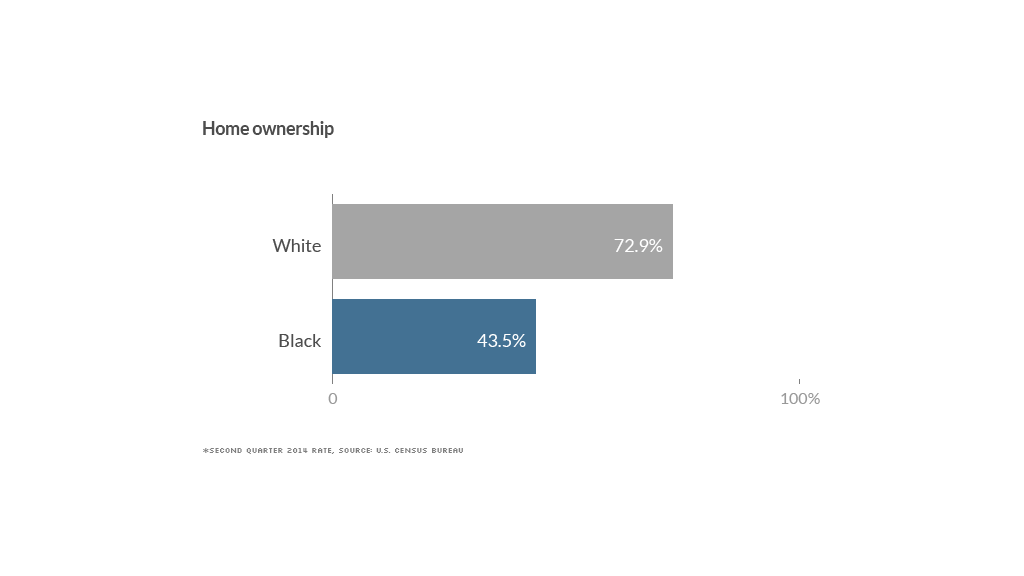 Home ownership
White 72.9%
Black 43.5%
0 100%
*SECOND QUARTER 2014 RATE, SOURCE: U.S. CENSUS BUREAU